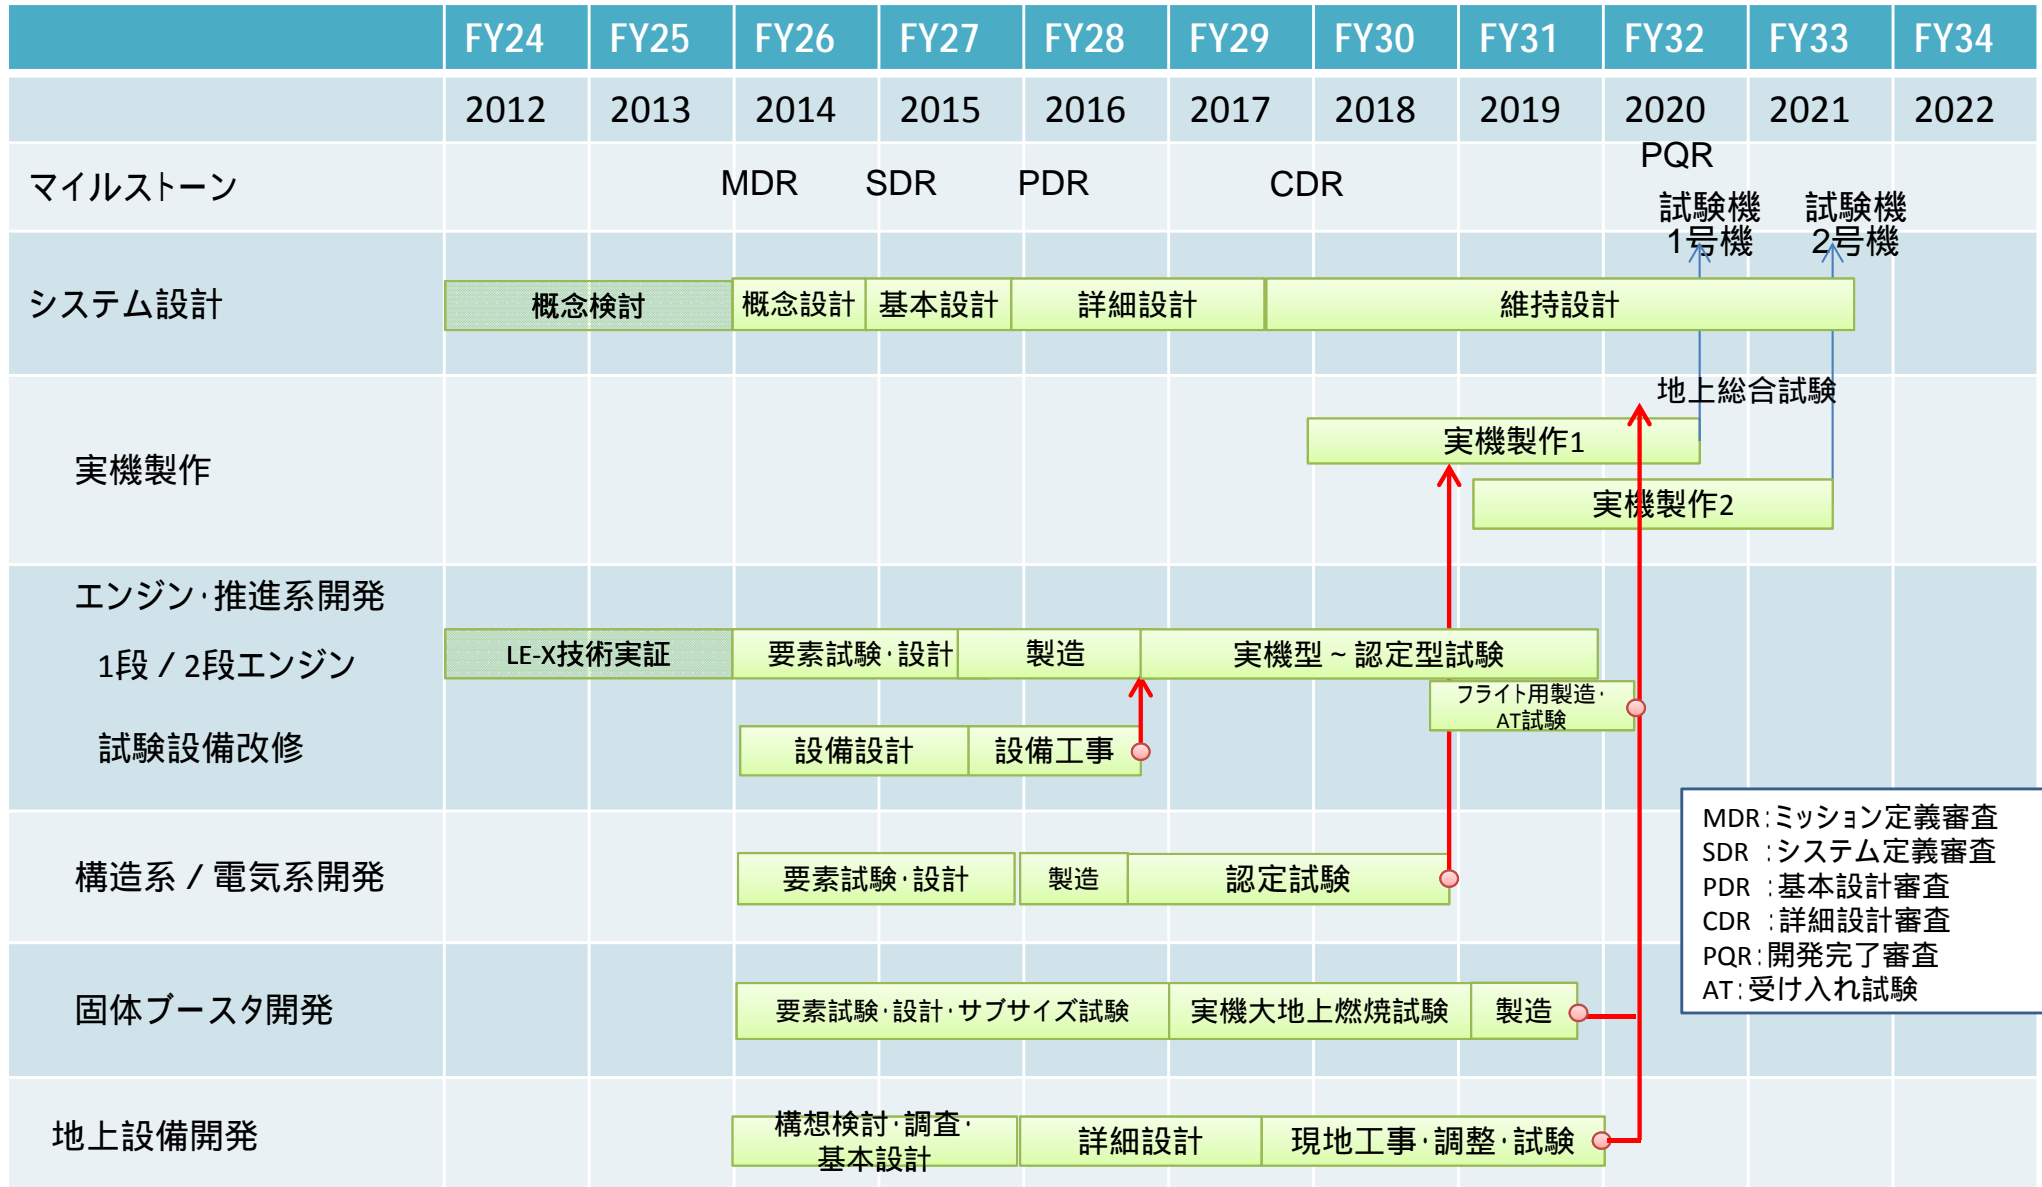 FY24 FY25 FY26 FY27 FY28 FY29 FY30 FY31 FY32 FY33 FY34
2012 2013 2014 2015 2016 2017 2018 2019 2020 2021 2022
マイルストーン
MDR SDR PDR CDR PQR
試験機
1号機
試験機
2号機
システム設計
概念検討 概念設計 基本設計 詳細設計 維持設計
実機製作
地上総合試験
実機製作1
実機製作2
エンジン・推進系開発
1段 / 2段エンジン
LE-X技術実証 要素試験・設計 製造 実機型 ~ 認定型試験
フライト用製造・
AT試験
試験設備改修
設備設計 設備工事
構造系 / 電気系開発
要素試験・設計 製造 認定試験
固体ブースタ開発
要素試験・設計・サブサイズ試験 実機大地上燃焼試験 製造
地上設備開発
構想検討・調査・
基本設計
詳細設計 現地工事・調整・試験
MDR:ミッション定義審査
SDR :システム定義審査
PDR :基本設計審査
CDR :詳細設計審査
PQR:開発完了審査
AT:受け入れ試験